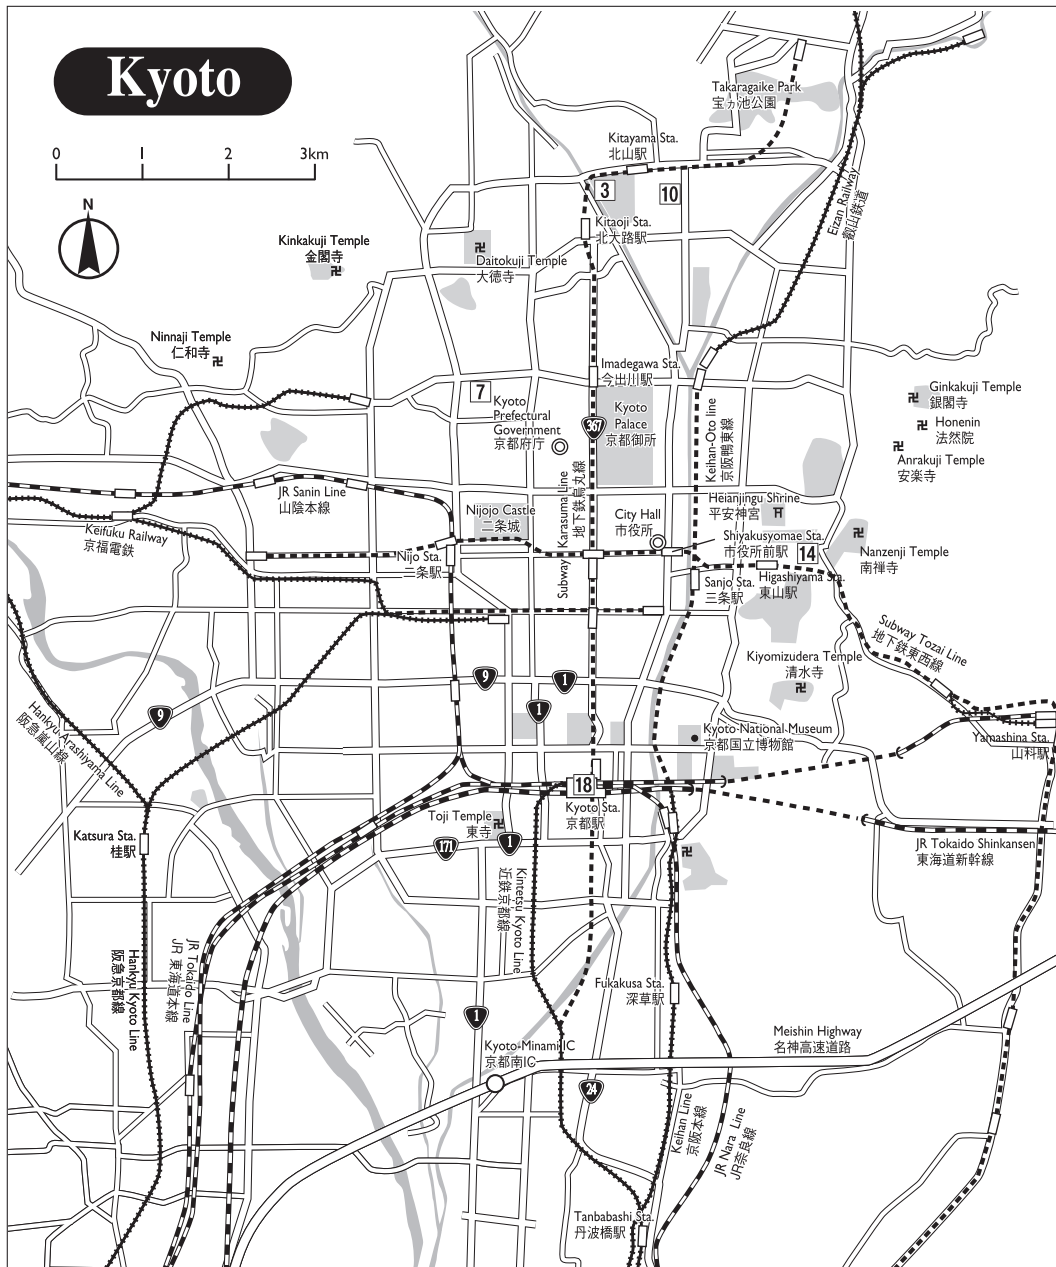 Kyoto
0 1 2 3km
N
Takaragaike Park
宝ヵ池公園
Kitayama Sta.
北山駅
3
10
Eizan Railway
叡山鉄道
Kitaoji Sta.
北大路駅
Kinkakuji Temple
金閣寺
卍
卍
Daitokuji Temple
大徳寺
Ninnaji Temple
仁和寺
卍
Imadegawa Sta.
今出川駅
7
Kyoto
Prefectural
Government
京都府庁
Kyoto
Palace
京都御所
367
Keihan-Oto line
京阪鴨東線
Ginkakuji Temple
卍 銀閣寺
Honenin
卍 法然院
卍
Anrakuji Temple
安楽寺
JR Sanin Line
山陰本線
Subway Karasuma Line
地下鉄烏丸線
Nijojo Castle
二条城
City Hall
市役所
Heianjingu Shrine
平安神宮
Keifuku Railway
京福電鉄
Shiyakusyomae Sta.
市役所前駅
14
卍
Nanzenji Temple
南禅寺
Nijo Sta.
二条駅
Sanjo Sta.
三条駅
Higashiyama Sta.
東山駅
Subway Tozai Line
地下鉄東西線
Kiyomizudera Temple
清水寺
卍
9
1
1
9
Hankyu Arashiyama Line
阪急嵐山線
Kyoto National Museum
京都国立博物館
Yamashina Sta.
山科駅
18
Kyoto Sta.
京都駅
Toji Temple
東寺 卍
Katsura Sta.
桂駅
171
1
卍
JR Tokaido Shinkansen
東海道新幹線
Kintetsu Kyoto Line
近鉄京都線
Hankyu Kyoto Line
阪急京都線
JR Tokaido Line
JR 東海道本線
Fukakusa Sta.
深草駅
1
Meishin Highway
名神高速道路
Kyoto-Minami IC
京都南IC
24
Keihan Line
京阪本線
JR Nara Line
JR奈良線
Tanbabashi Sta.
丹波橋駅